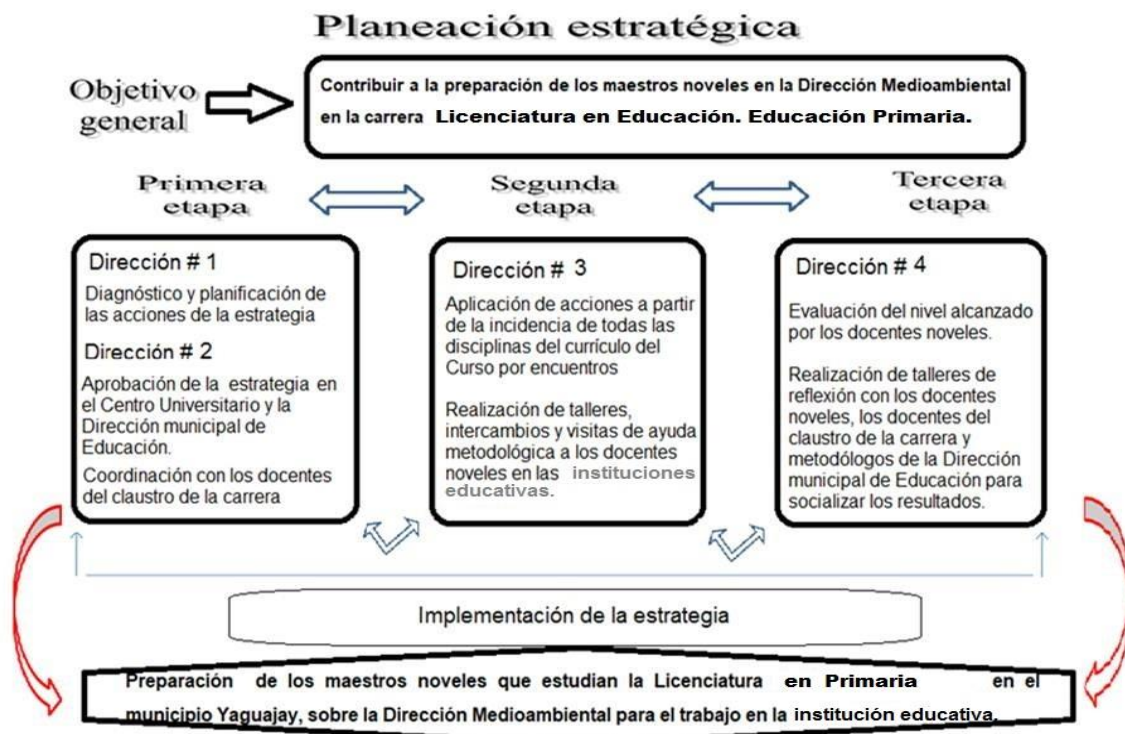 Planeación estratégica
Objetivo
general
Contribuir a la preparación de los maestros noveles en la Dirección Medioambiental
en la carrera Licenciatura en Educación. Educación Primaria.
Primera
etapa
Segunda
etapa
Tercera
etapa
Dirección # 1
Diagnóstico y planificación de
las acciones de la estrategia
Dirección # 2
Aprobación de la estrategia en
el Centro Universitario y la
Dirección municipal de
Educación.
Coordinación con los docentes
del claustro de la carrera
Dirección # 3
Aplicación de acciones a partir
de la incidencia de todas las
disciplinas del currículo del
Curso por encuentros
Realización de talleres,
intercambios y visitas de ayuda
metodológica a los docentes
noveles en las instituciones
educativas.
Dirección # 4
Evaluación del nivel alcanzado
por los docentes noveles.
Realización de talleres de
reflexión con los docentes
noveles, los docentes del
claustro de la carrera y
metodólogos de la Dirección
municipal de Educación para
socializar los resultados.
Implementación de la estrategia
Preparación de los maestros noveles que estudian la Licenciatura en Primaria en el
municipio Yaguajay, sobre la Dirección Medioambiental para el trabajo en la institución educativa.